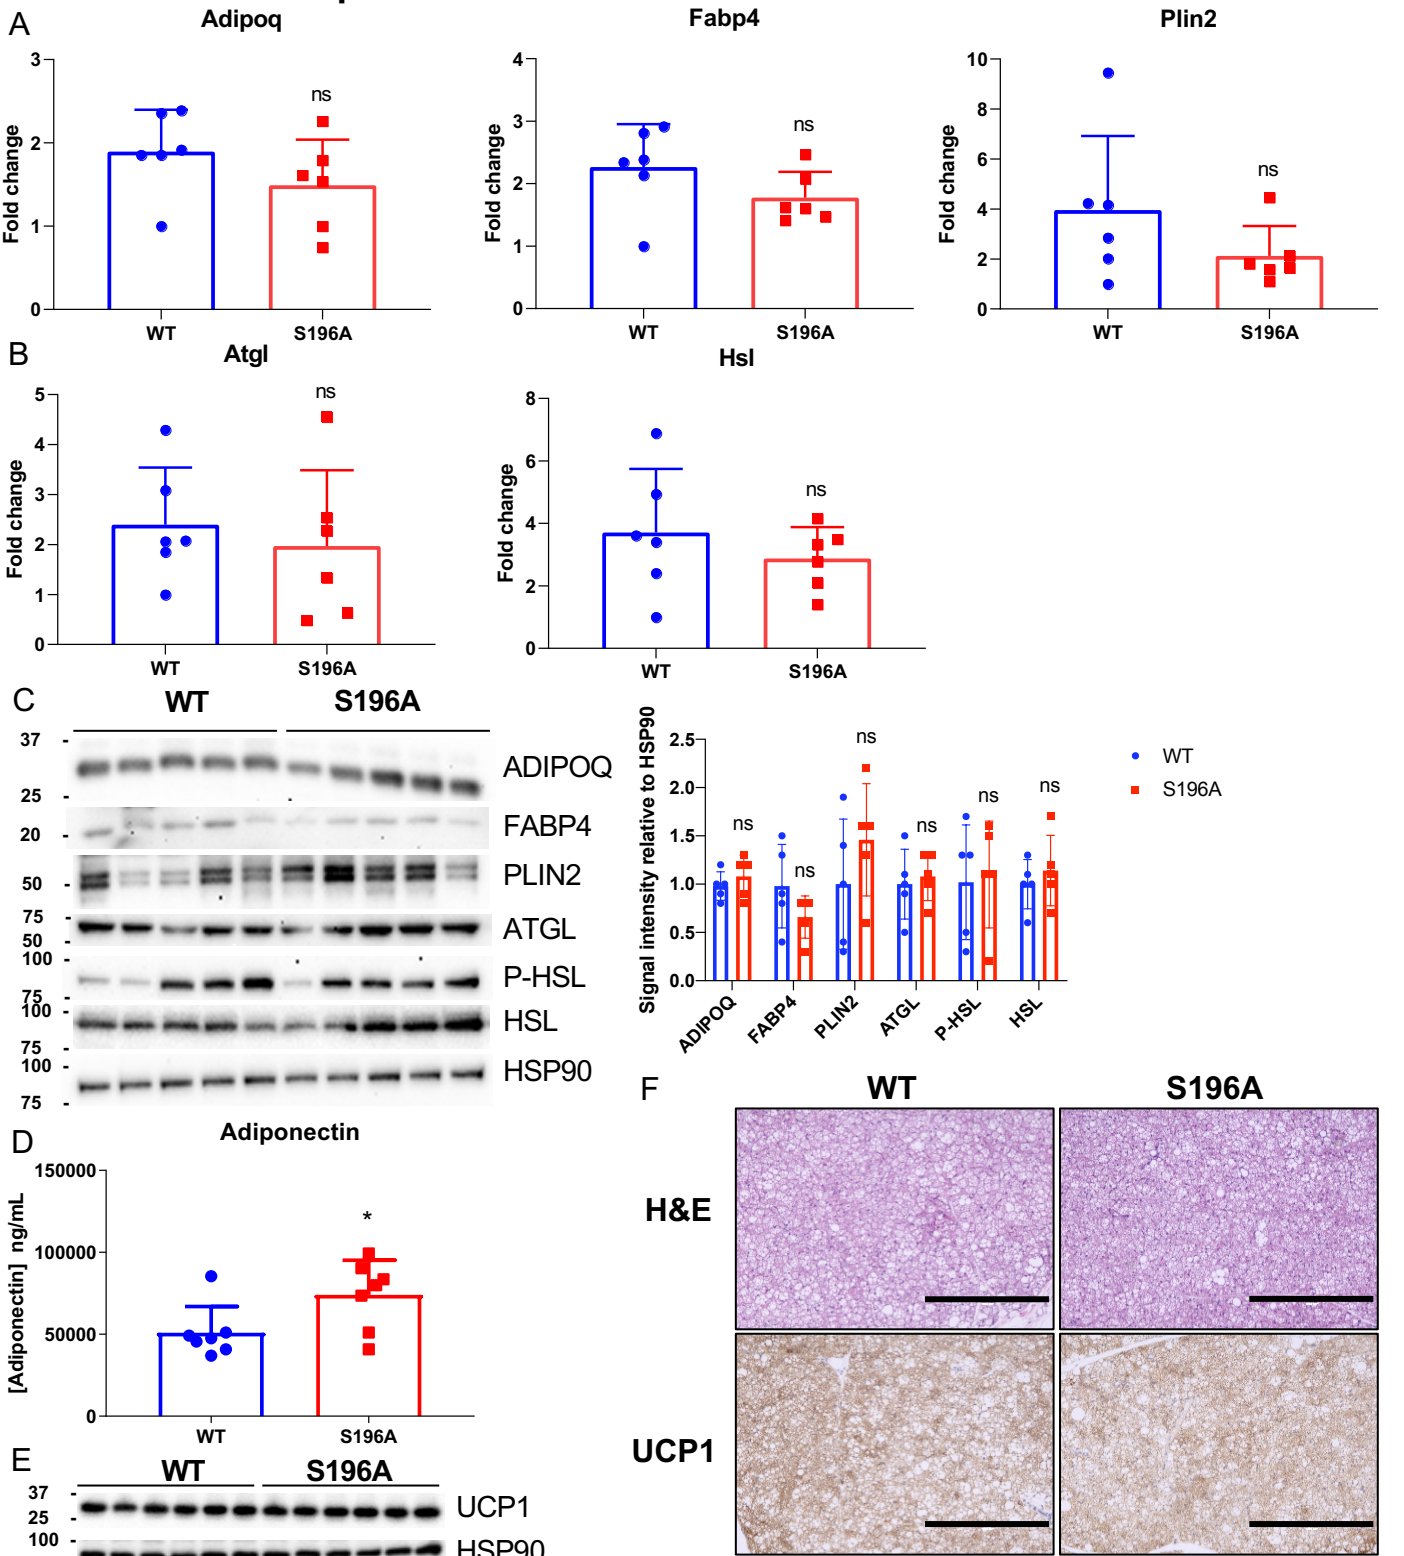 A
Adipoq
Fabp4
Plin2
Fold change
3
2
1
0
ns
WT
S196A
Fold change
4
3
2
1
0
ns
WT
S196A
Fold change
10
8
6
4
2
0
ns
WT
S196A
B
Atgl
Hsl
Fold change
5
4
3
2
1
0
ns
WT
S196A
Fold change
8
6
4
2
0
ns
WT
S196A
C
WT
S196A
37 -
25 -
ADIPOQ
20 -
FABP4
50 -
PLIN2
75 -
50 -
ATGL
100 -
75 -
P-HSL
100 -
75 -
HSL
100 -
75 -
HSP90
Signal intensity relative to HSP90
2.5
2.0
1.5
1.0
0.5
0.0
ns
ns
ns
ns
ns
ns
ADIPOQ
FABP4
PLIN2
ATGL
P-HSL
HSL
WT
S196A
D
Adiponectin
[Adiponectin] ng/mL
150000
100000
50000
0
*
WT
S196A
E
WT
S196A
37 -
25 -
UCP1
100 -
HSP90
F
WT
S196A
H&E
UCP1